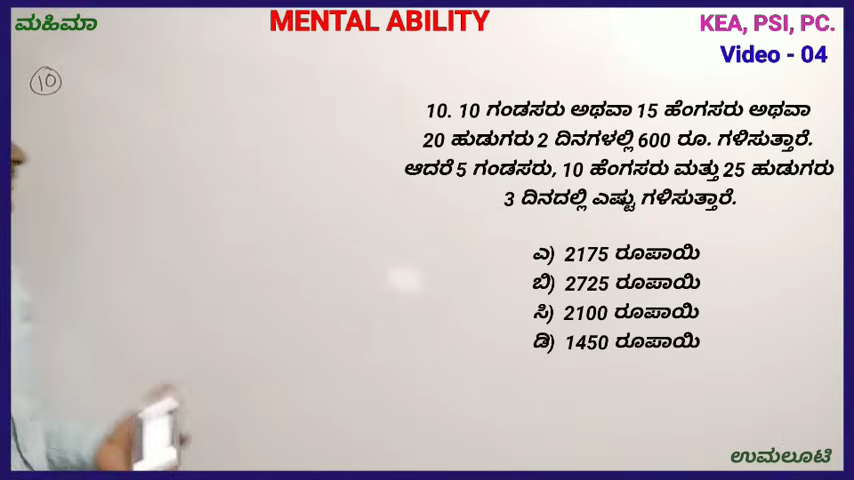 ಮಹಿಮಾ
MENTAL ABILITY
KEA, PSI, PC.
Video - 04
10
10. 10 ಗಂಡಸರು ಅಥವಾ 15 ಹೆಂಗಸರು ಅಥವಾ
20 ಹುಡುಗರು 2 ದಿನಗಳಲ್ಲಿ 600 ರೂ. ಗಳಿಸುತ್ತಾರೆ.
ಆದರೆ 5 ಗಂಡಸರು, 10 ಹೆಂಗಸರು ಮತ್ತು 25 ಹುಡುಗರು
3 ದಿನದಲ್ಲಿ ಎಷ್ಟು ಗಳಿಸುತ್ತಾರೆ.
ಎ) 2175 ರೂಪಾಯಿ
ಬಿ) 2725 ರೂಪಾಯಿ
ಸಿ) 2100 ರೂಪಾಯಿ
ಡಿ) 1450 ರೂಪಾಯಿ
ಉಮಲೂಟಿ